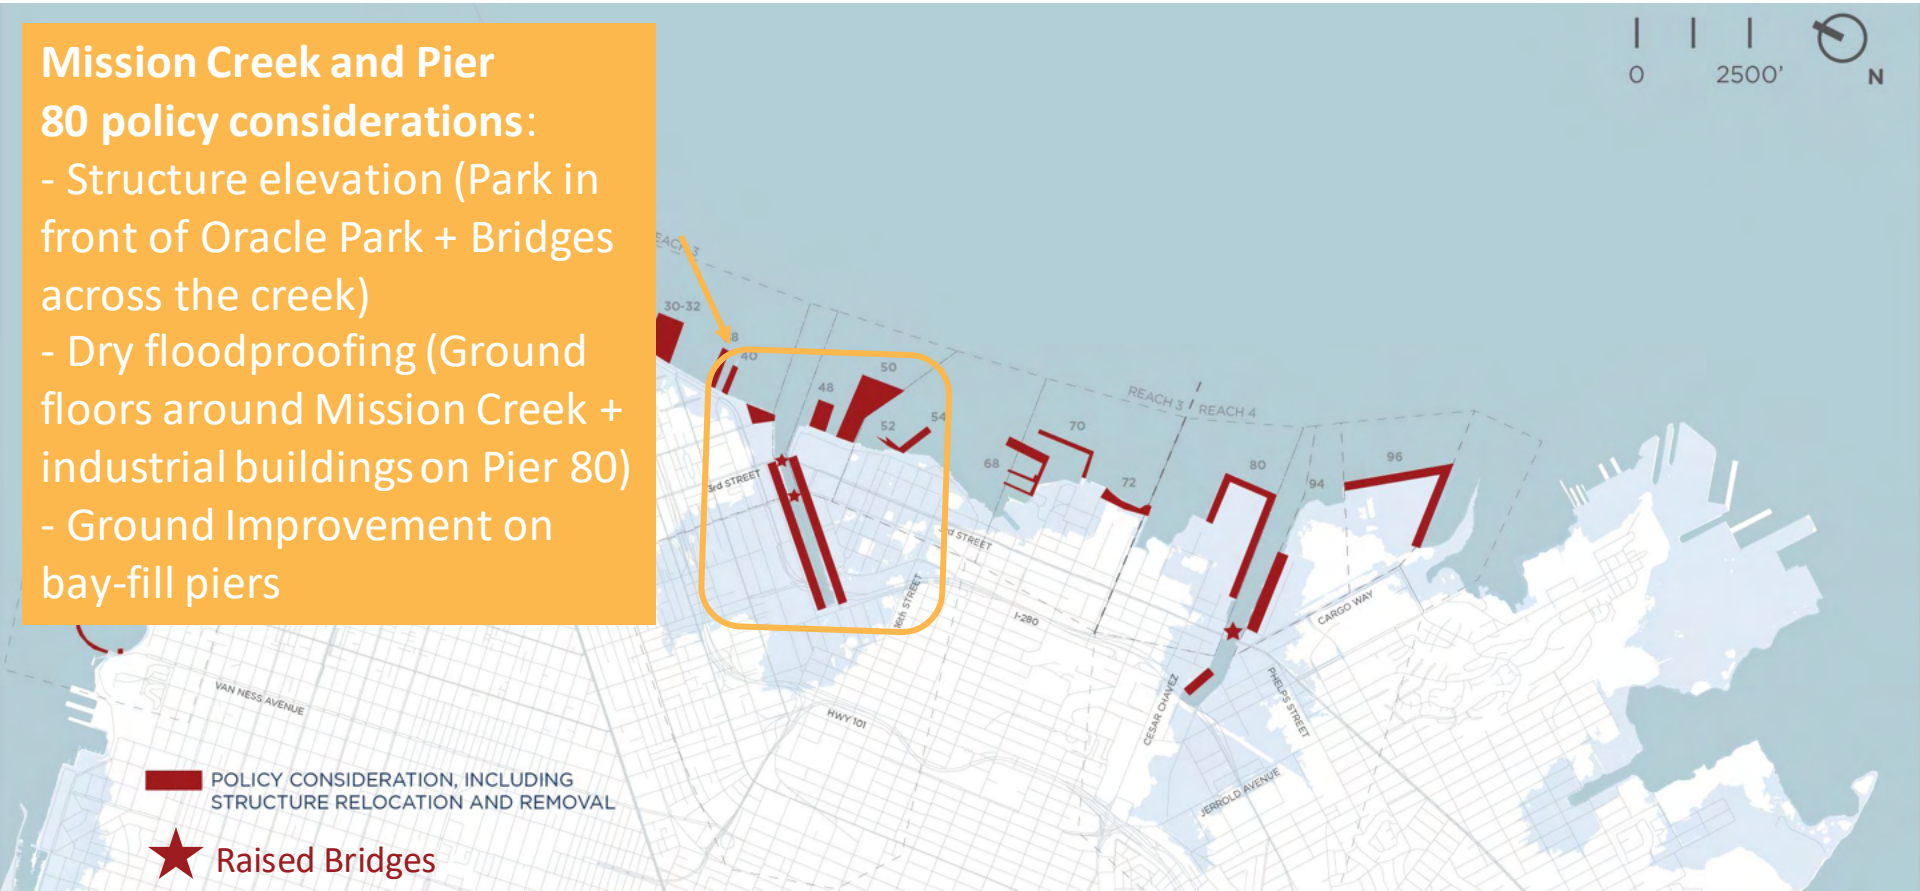 Mission Creek and Pier
80 policy considerations:
- Structure elevation (Park in
front of Oracle Park + Bridges
across the creek)
- Dry floodproofing (Ground
floors around Mission Creek +
industrial buildings on Pier 80)
- Ground Improvement on
bay-fill piers
0 2500'
N
30-32
40
48
50
52
54
68
70
72
REACH 3 / REACH 4
80
94
96
3rd STREET
16th STREET
I-280
CARGO WAY
CESAR CHAVEZ
PHELPS STREET
JERROLD AVENUE
HWY 101
VAN NESS AVENUE
POLICY CONSIDERATION, INCLUDING
STRUCTURE RELOCATION AND REMOVAL
Raised Bridges